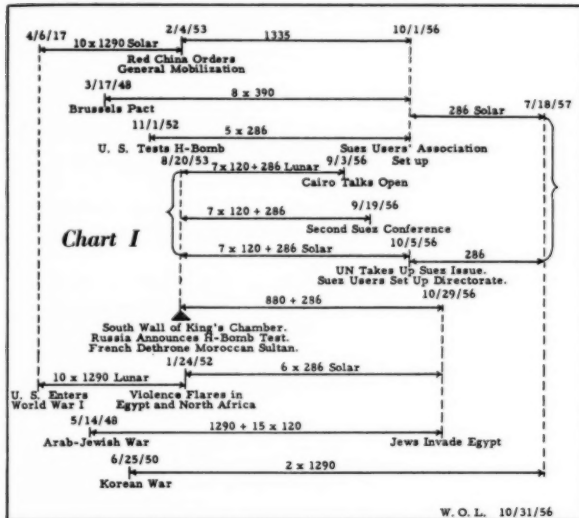 4/6/17 2/4/53 10/1/56
10 x 1290 Solar 1335
Red China Orders
General Mobilization
3/17/48
8 x 390
Brussels Pact
286 Solar 7/18/57
11/1/52
5 x 286
U. S. Tests H-Bomb Suez Users' Association
Set up
8/20/53 9/3/56
7 x 120 + 286 Lunar
Cairo Talks Open
9/19/56
7 x 120 + 286
Second Suez Conference
Chart I
10/5/56
7 x 120 + 286 Solar 286
UN Takes Up Suez Issue.
Suez Users Set Up Directorate.
10/29/56
880 + 286
South Wall of King's Chamber.
Russia Announces H-Bomb Test.
French Dethrone Moroccan Sultan.
1/24/52
6 x 286 Solar
10 x 1290 Lunar
U. S. Enters Violence Flares in
World War I Egypt and North Africa
5/14/48
1290 + 15 x 120
Arab-Jewish War Jews Invade Egypt
6/25/50
2 x 1290
Korean War
W. O. L. 10/31/56